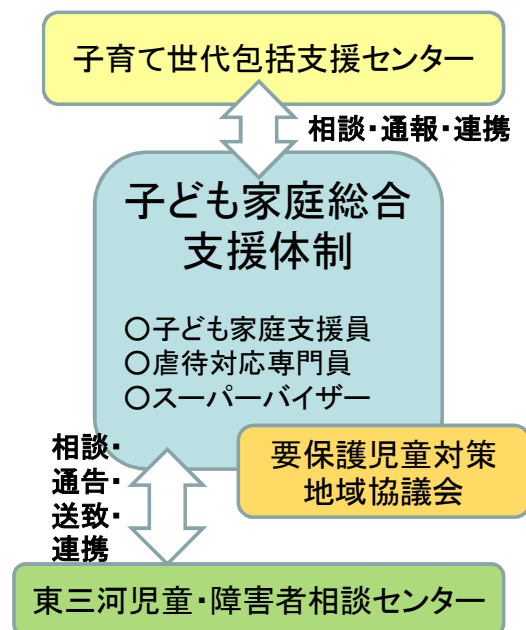 子育て世代包括支援センター
相談・通報・連携
子ども家庭総合
支援体制
○子ども家庭支援員
○虐待対応専門員
○スーパーバイザー
相談・
通告・
送致・
連携
要保護児童対策
地域協議会
東三河児童・障害者相談センター